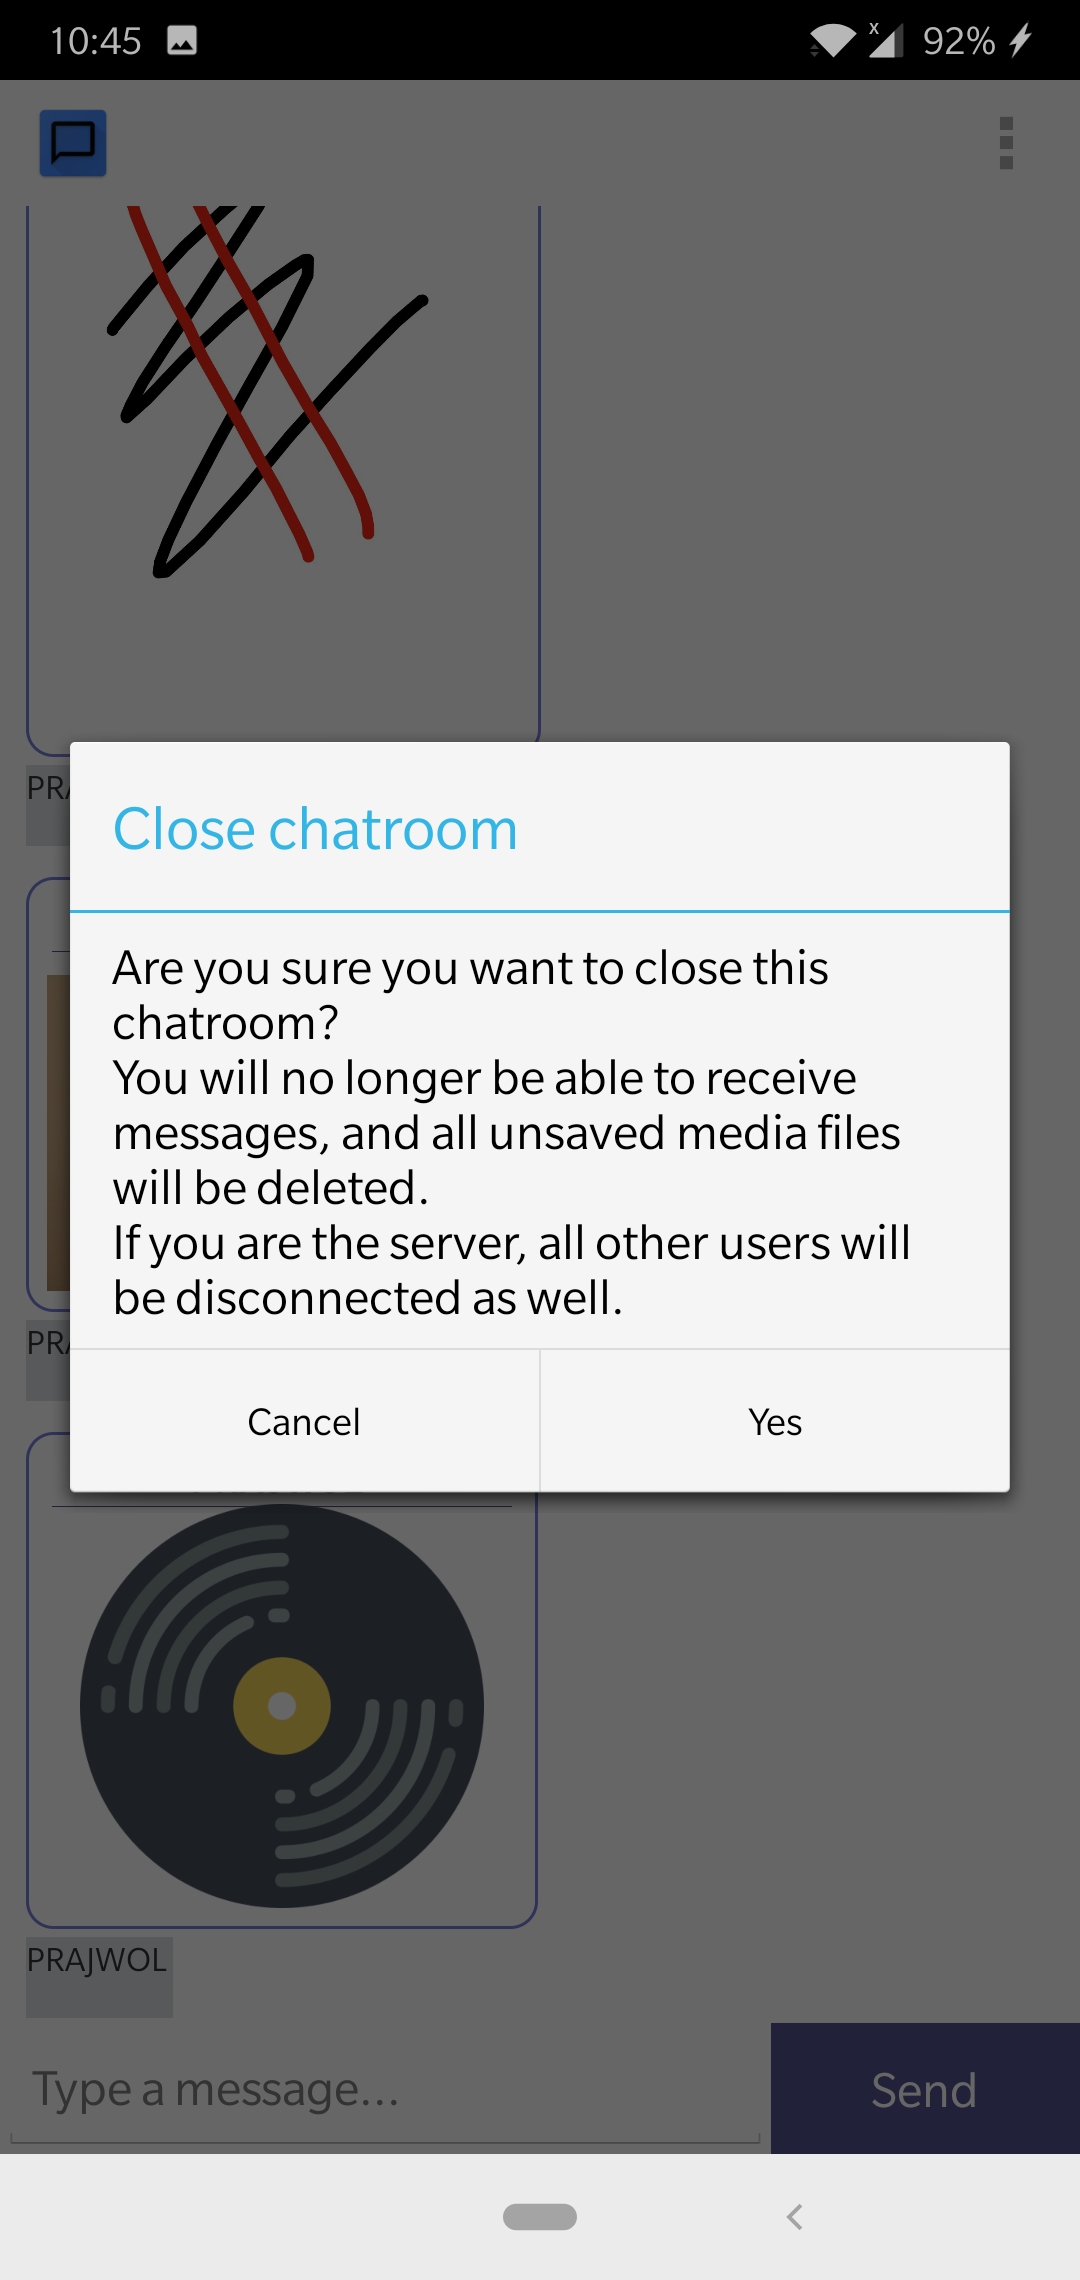 10:45
x
92%
PRA
Close chatroom
Are you sure you want to close this
chatroom?
You will no longer be able to receive
messages, and all unsaved media files
will be deleted.
If you are the server, all other users will
be disconnected as well.
PRA
Cancel
Yes
PRAJWOL
Type a message...
Send